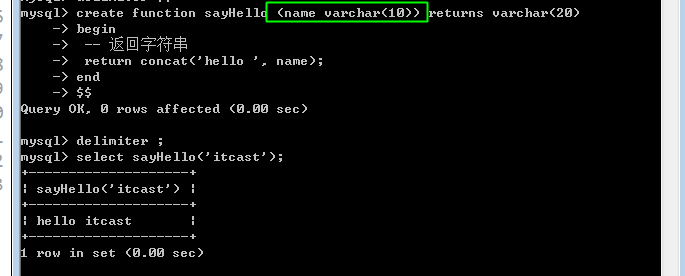 mysql> create function sayHello (name varchar(10)) returns varchar(20)
-> begin
-> -- 返回字符串
-> return concat('hello ', name);
-> end
-> $$
Query OK, 0 rows affected (0.00 sec)
mysql> delimiter ;
mysql> select sayHello('itcast');
+--------------------+
| sayHello('itcast') |
+--------------------+
| hello itcast       |
+--------------------+
1 row in set (0.00 sec)